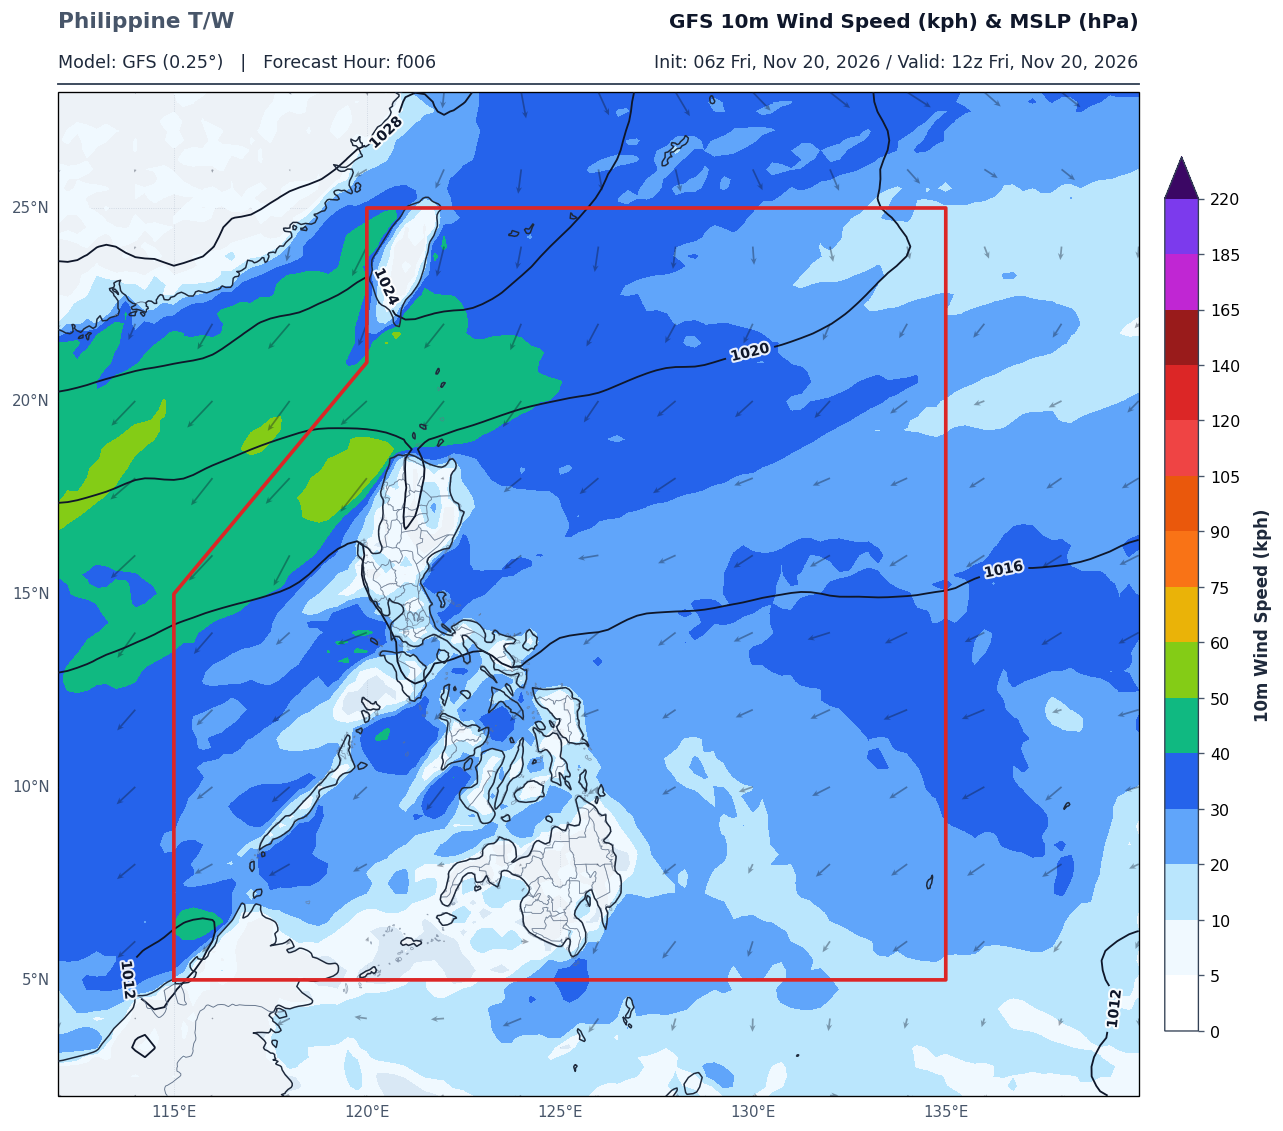 Philippine T/W
GFS 10m Wind Speed (kph) & MSLP (hPa)
Model: GFS (0.25°)   |   Forecast Hour: f006
Init: 06z Fri, Nov 20, 2026 / Valid: 12z Fri, Nov 20, 2026
25°N
20°N
15°N
10°N
5°N
115°E
120°E
125°E
130°E
135°E
1028
1024
1020
1016
1012
1012
220
185
165
140
120
105
90
75
60
50
40
30
20
10
5
0
10m Wind Speed (kph)